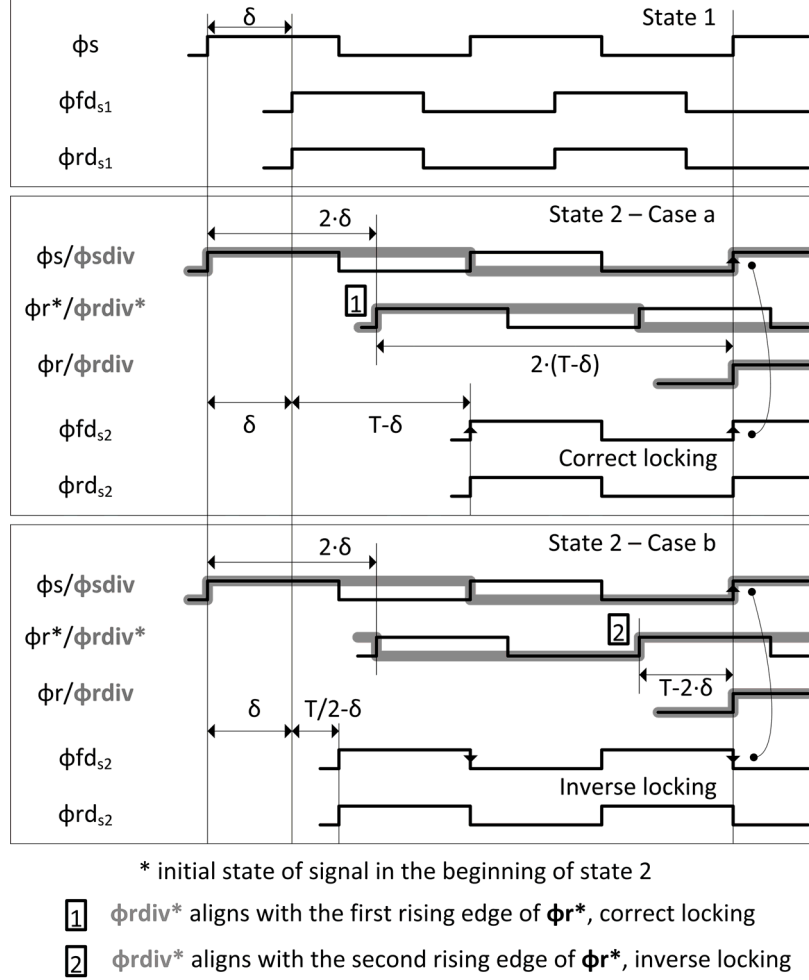 δ
State 1
ϕs
ϕfds1
ϕrds1
State 2 – Case a
2·δ
ϕs/ϕsdiv
1
ϕr*/ϕrdiv*
2·(T-δ)
ϕr/ϕrdiv
δ
T-δ
ϕfds2
Correct locking
ϕrds2
State 2 – Case b
2·δ
ϕs/ϕsdiv
2
ϕr*/ϕrdiv*
T-2·δ
ϕr/ϕrdiv
δ
T/2-δ
ϕfds2
Inverse locking
ϕrds2
* initial state of signal in the beginning of state 2
1 ϕrdiv* aligns with the first rising edge of ϕr*, correct locking
2 ϕrdiv* aligns with the second rising edge of ϕr*, inverse locking